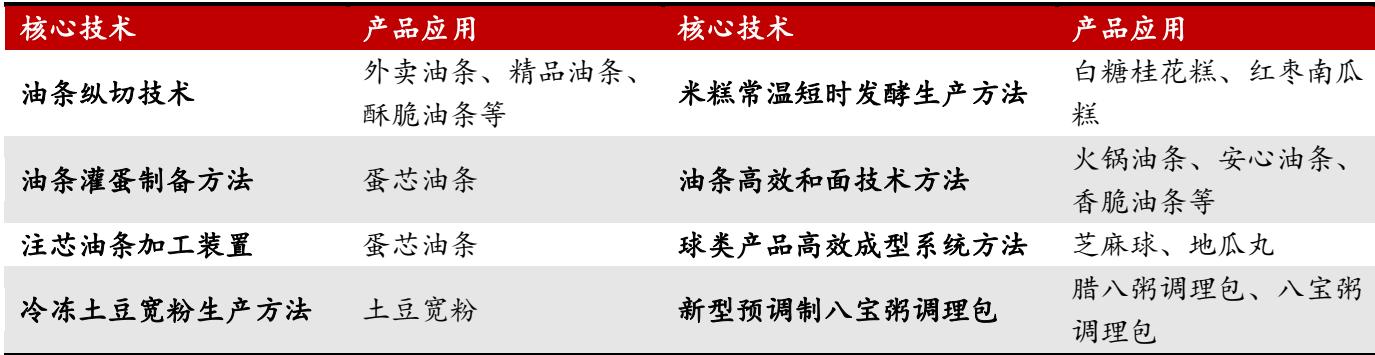 核心技术 产品应用 核心技术 产品应用
油条纵切技术 外卖油条、精品油条、酥脆油条等 米糕常温短时发酵生产方法 白糖桂花糕、红枣南瓜糕
油条灌蛋制备方法 蛋芯油条 油条高效和面技术方法 火锅油条、安心油条、香脆油条等
注芯油条加工装置 蛋芯油条 球类产品高效成型系统方法 芝麻球、地瓜丸
冷冻土豆宽粉生产方法 土豆宽粉 新型预调制八宝粥调理包 腊八粥调理包、八宝粥调理包